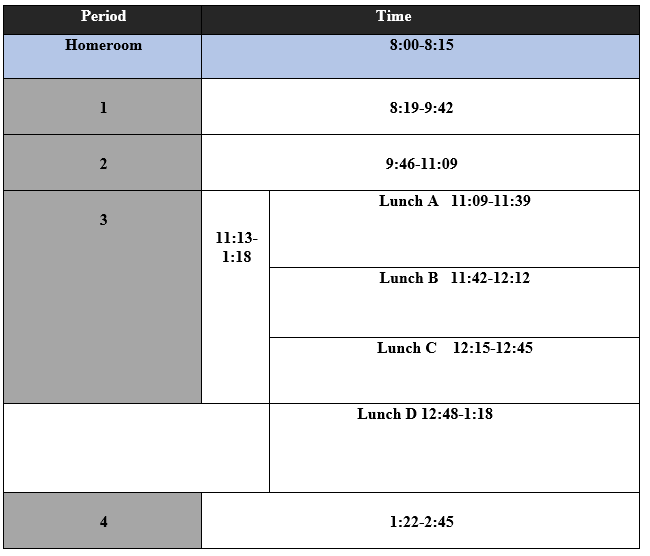 Period Time
Homeroom 8:00-8:15
1 8:19-9:42
2 9:46-11:09
3
11:13-
1:18
Lunch A 11:09-11:39
Lunch B 11:42-12:12
Lunch C 12:15-12:45
Lunch D 12:48-1:18
4 1:22-2:45